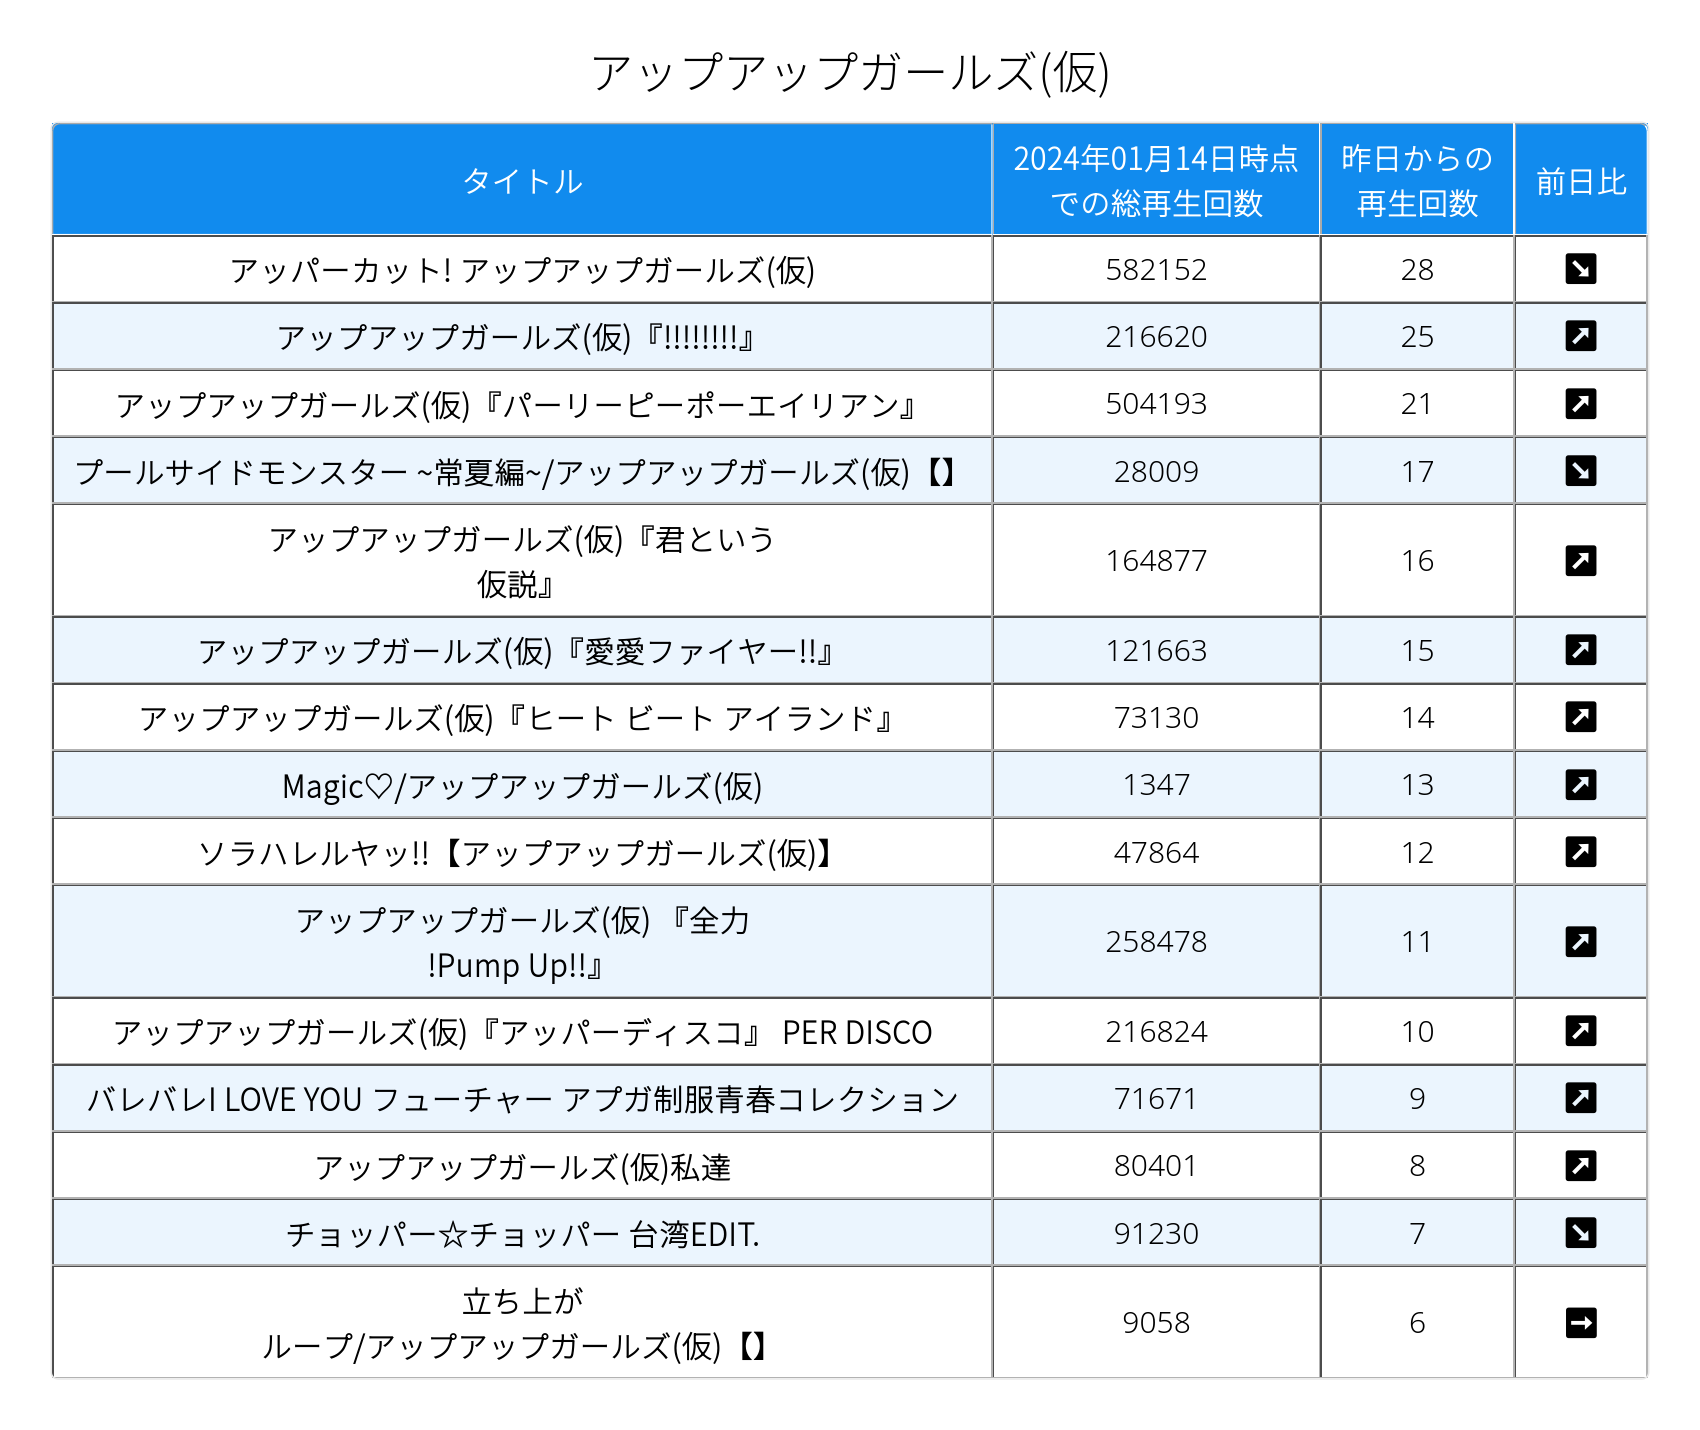 アップアップガールズ(仮)
タイトル 2024年01月14日時点 昨日からの 前日比
での総再生回数 再生回数
アッパーカット! アップアップガールズ(仮) 582152 28
アップアップガールズ(仮)『!!!!!!!!』 216620 25
アップアップガールズ(仮)『パーリーピーポーエイリアン』 504193 21
プールサイドモンスター ~常夏編~/アップアップガールズ(仮)【】 28009 17
アップアップガールズ(仮)『君という
仮説』 164877 16
アップアップガールズ(仮)『愛愛ファイヤー!!』 121663 15
アップアップガールズ(仮)『ヒート ビート アイランド』 73130 14
Magic♡/アップアップガールズ(仮) 1347 13
ソラハレルヤッ!!【アップアップガールズ(仮)】 47864 12
アップアップガールズ(仮) 『全力
!Pump Up!!』 258478 11
アップアップガールズ(仮)『アッパーディスコ』 PER DISCO 216824 10
バレバレI LOVE YOU フューチャー アプガ制服青春コレクション 71671 9
アップアップガールズ(仮)私達 80401 8
チョッパー☆チョッパー 台湾EDIT. 91230 7
立ち上が
ループ/アップアップガールズ(仮)【】 9058 6